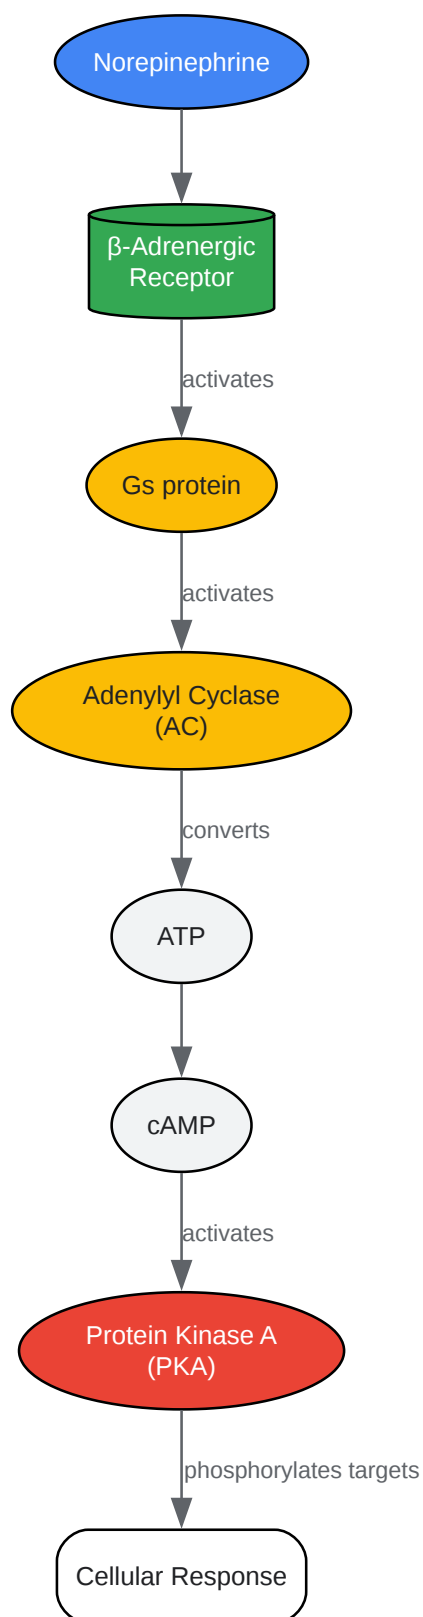 Norepinephrine
β-Adrenergic
Receptor
activates
Gs protein
activates
Adenylyl Cyclase
(AC)
converts
ATP
cAMP
activates
Protein Kinase A
(PKA)
phosphorylates targets
Cellular Response